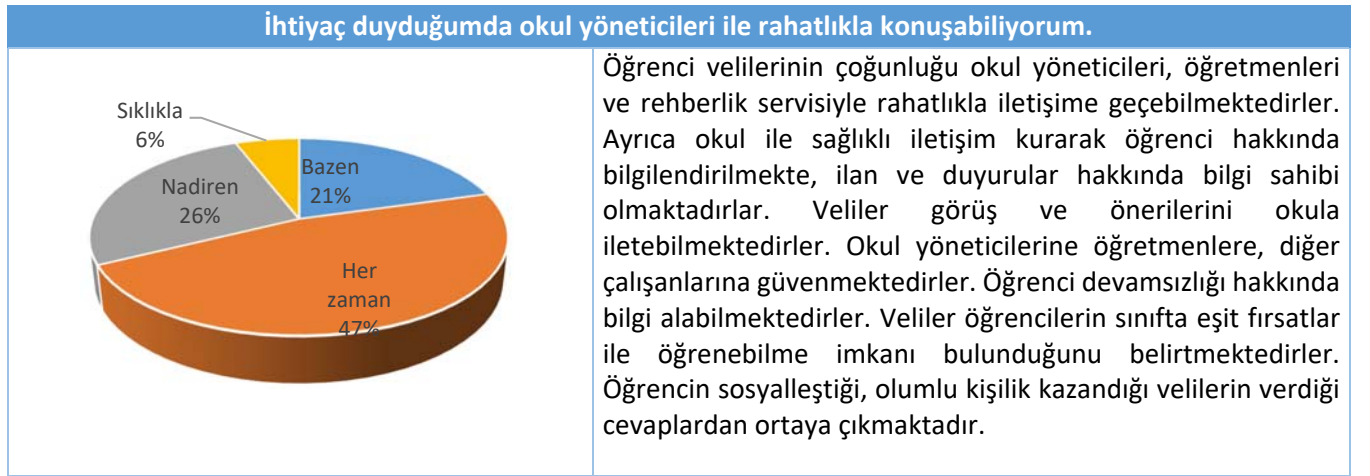 İhtiyaç duyduğumda okul yöneticileri ile rahatlıkla konuşabiliyorum.
Sıklıkla
6%
Bazen
21%
Nadiren
26%
Her
zaman
47%
Öğrenci velilerinin çoğunluğu okul yöneticileri, öğretmenleri
ve rehberlik servisiyle rahatlıkla iletişime geçebilmektedirler.
Ayrıca okul ile sağlıklı iletişim kurarak öğrenci hakkında
bilgilendirilmekte, ilan ve duyurular hakkında bilgi sahibi
olmaktadırlar. Veliler görüş ve önerilerini okula
iletebilmektedirler. Okul yöneticilerine öğretmenlere, diğer
çalışanlarına güvenmektedirler. Öğrenci devamsızlığı hakkında
bilgi alabilmektedirler. Veliler öğrencilerin sınıfta eşit fırsatlar
ile öğrenebilme imkanı bulunduğunu belirtmektedirler.
Öğrencin sosyalleştiği, olumlu kişilik kazandığı velilerin verdiği
cevaplardan ortaya çıkmaktadır.